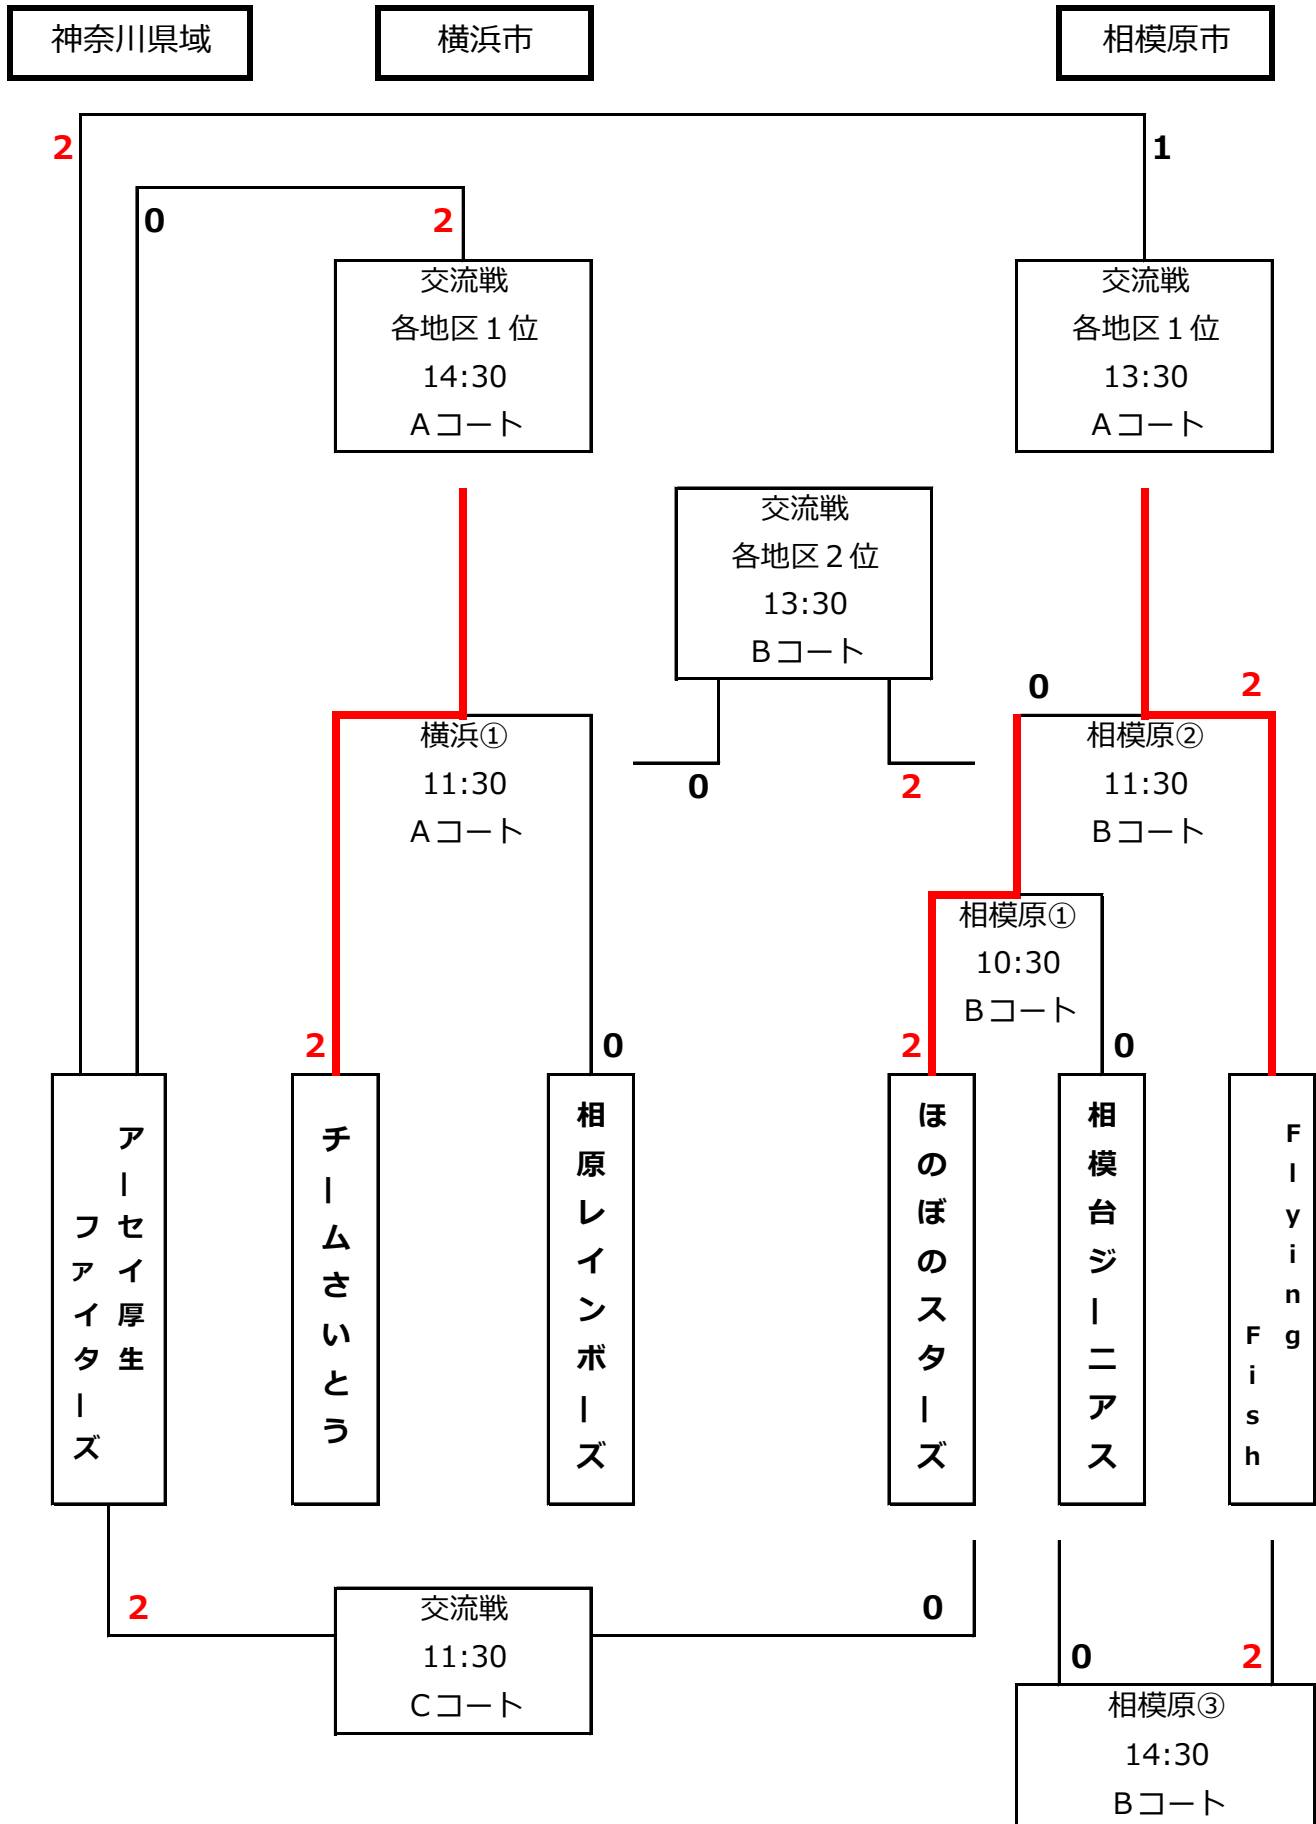 神奈川県域
横浜市
相模原市
2
1
0
2
交流戦
各地区１位
14:30
Aコート
交流戦
各地区１位
13:30
Aコート
交流戦
各地区２位
13:30
Bコート
0
2
0
2
横浜①
11:30
Aコート
相模原②
11:30
Bコート
相模原①
10:30
Bコート
2
0
2
0
アーセイ厚生
ファイターズ
チームさいとう
相原レインボーズ
ほのぼのスターズ
相模台ジーニアス
Flying
Fish
2
交流戦
11:30
Cコート
0
0
2
相模原③
14:30
Bコート